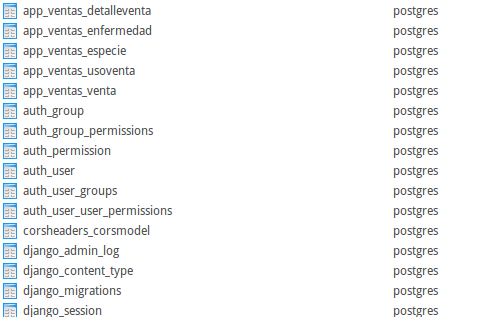 app_ventas_detalleventa postgres
app_ventas_enfermedad postgres
app_ventas_especie postgres
app_ventas_usoventa postgres
app_ventas_venta postgres
auth_group postgres
auth_group_permissions postgres
auth_permission postgres
auth_user postgres
auth_user_groups postgres
auth_user_user_permissions postgres
corsheaders_corsmodel postgres
django_admin_log postgres
django_content_type postgres
django_migrations postgres
django_session postgres